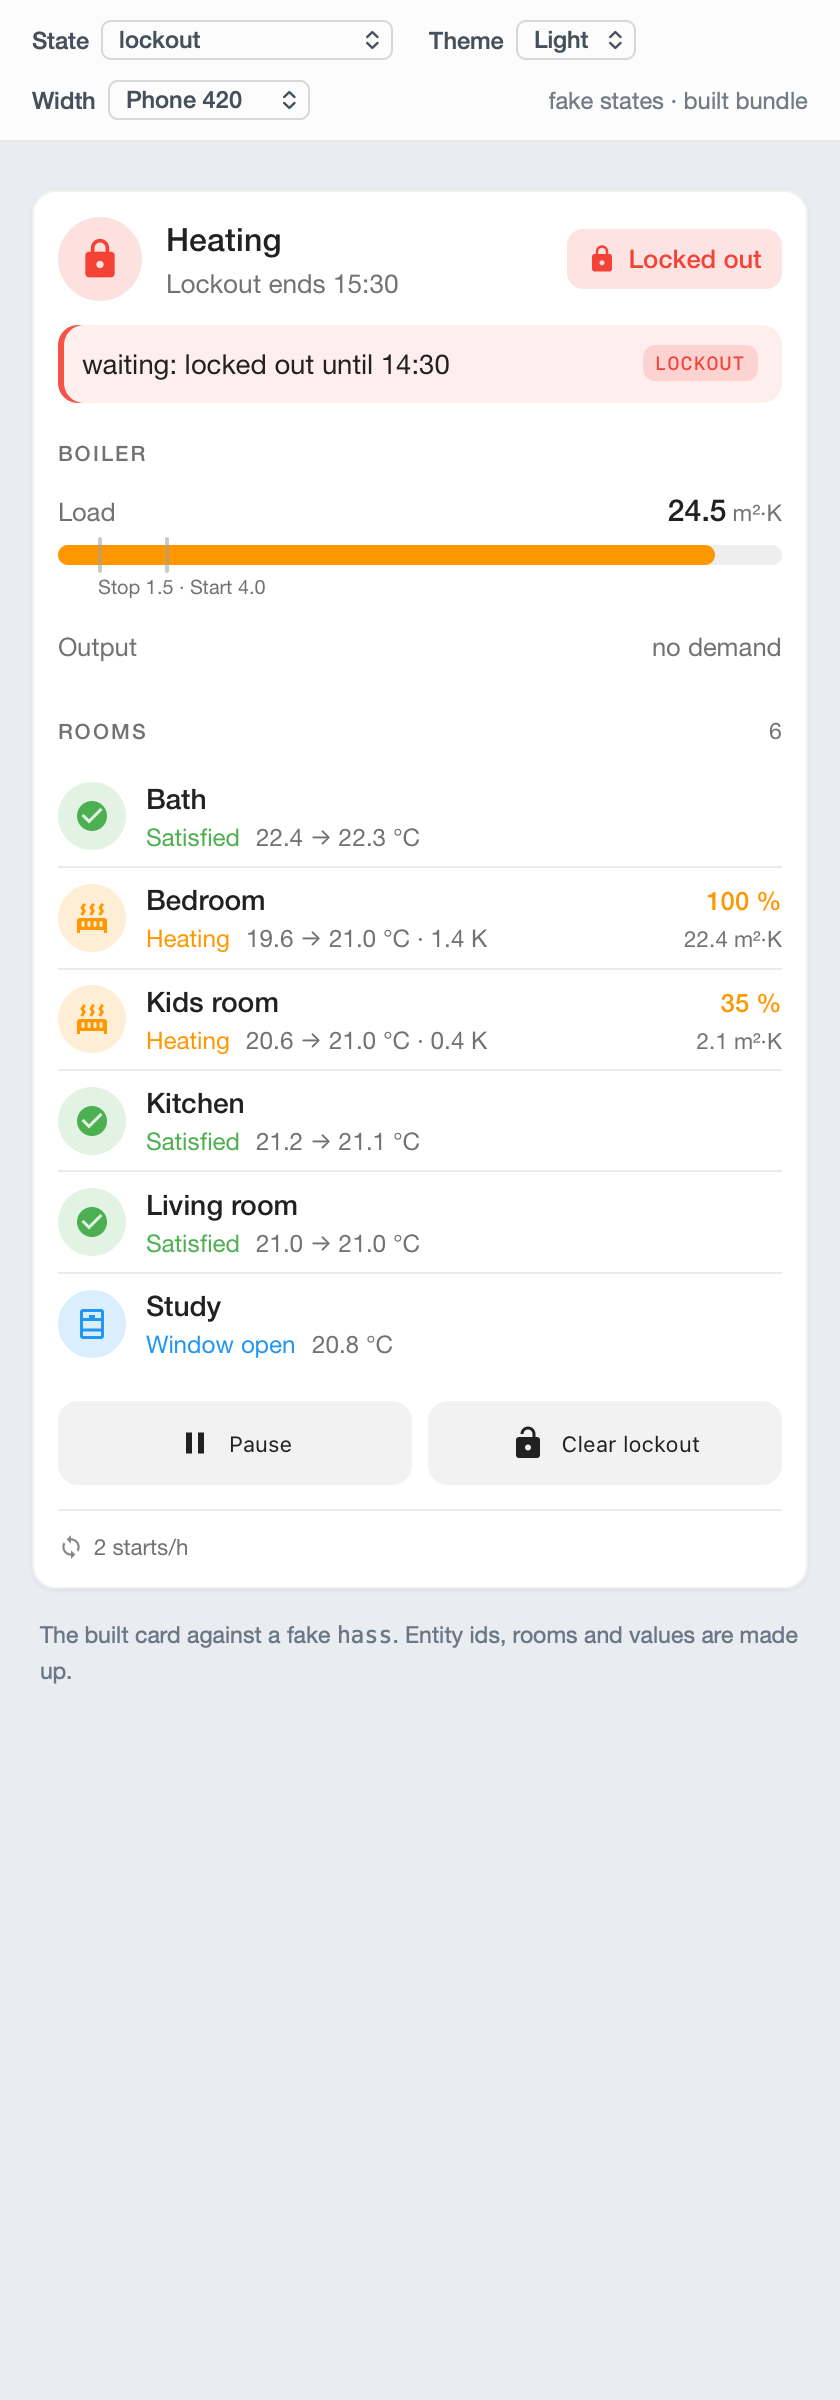 State lockout Theme Light
Width Phone 420 fake states · built bundle
Heating
Lockout ends 15:30
Locked out
waiting: locked out until 14:30 LOCKOUT
BOILER
Load 24.5 m²·K
Stop 1.5 · Start 4.0
Output no demand
ROOMS 6
Bath
Satisfied 22.4 → 22.3 °C
Bedroom 100 %
Heating 19.6 → 21.0 °C · 1.4 K 22.4 m²·K
Kids room 35 %
Heating 20.6 → 21.0 °C · 0.4 K 2.1 m²·K
Kitchen
Satisfied 21.2 → 21.1 °C
Living room
Satisfied 21.0 → 21.0 °C
Study
Window open 20.8 °C
Pause Clear lockout
2 starts/h
The built card against a fake hass. Entity ids, rooms and values are made
up.